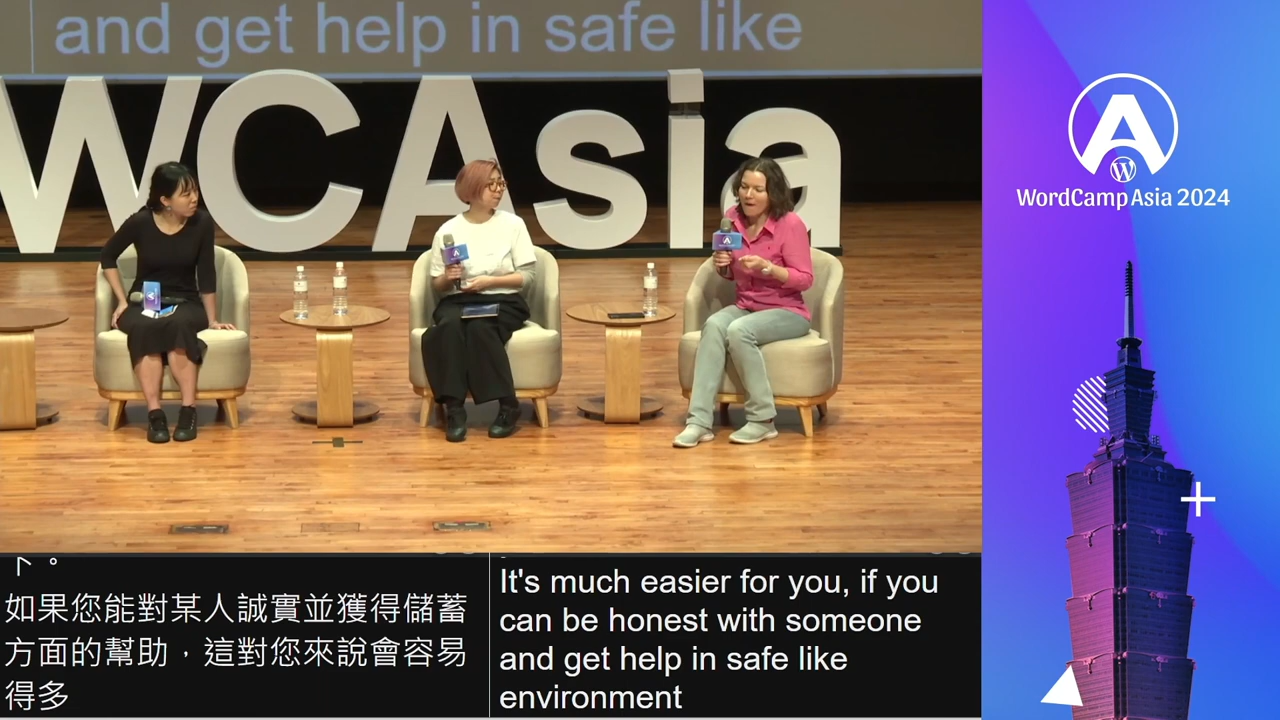 and get help in safe like
WCAsia
WordCamp Asia 2024
下。
如果您能對某人誠實並獲得儲蓄
方面的幫助，這對您來說會容易
得多
It's much easier for you, if you
can be honest with someone
and get help in safe like
environment